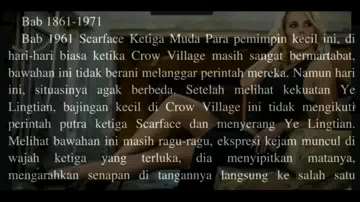 Bab 1861-1971
Bab 1961 Scarface Ketiga Muda Para pemimpin kecil ini, di
hari-hari biasa ketika Crow Village masih sangat bermartabat,
bawahan ini tidak berani melanggar perintah mereka. Namun hari
ini, situasinya agak berbeda. Setelah melihat kekuatan Ye
Lingtian, bajingan kecil di Crow Village ini tidak mengikuti
perintah putra ketiga Scarface dan menyerang Ye Lingtian.
Melihat bawahan ini masih ragu-ragu, ekspresi kejam muncul di
wajah ketiga yang terluka, dia menyipitkan matanya,
mengarahkan senapan di tangannya langsung ke salah satu